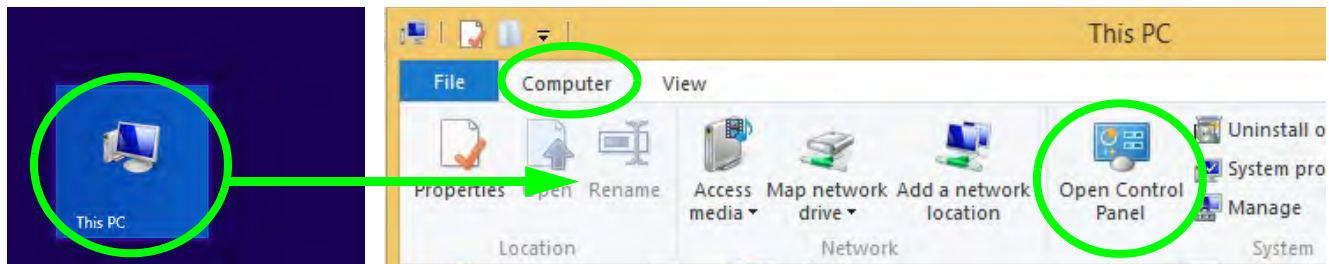 This PC
This PC
File Computer View
Properties Open Rename
Access media
Map network drive
Add a network location
Open Control Panel
Uninstall o
System pro
Manage
Location Network System